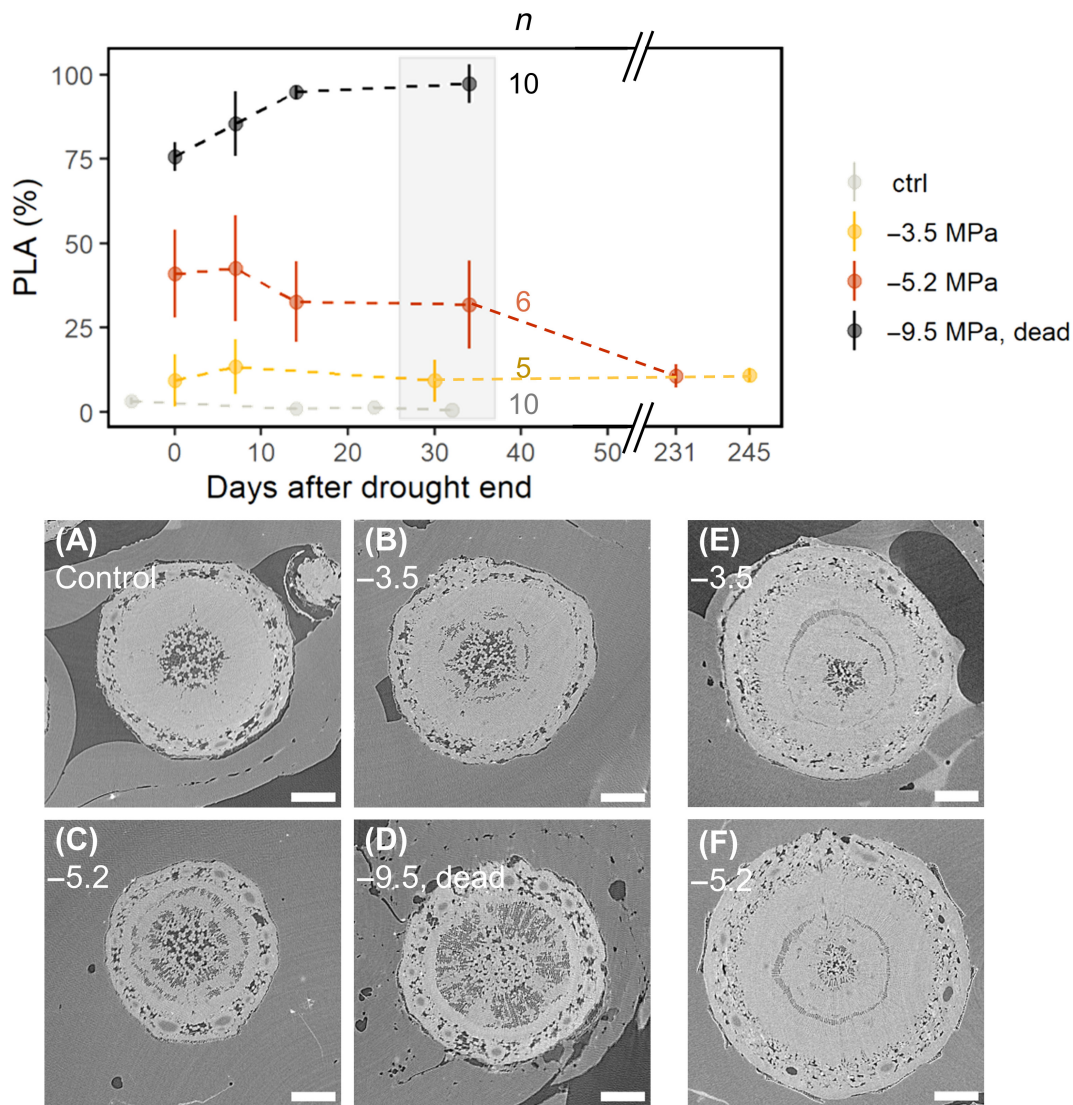 n
100
75
50
25
0
PLA (%)
10
6
5
10
0
10
20
30
40
50
231
245
Days after drought end
ctrl
–3.5 MPa
–5.2 MPa
–9.5 MPa, dead
(A)
Control
(B)
–3.5
(E)
–3.5
(C)
–5.2
(D)
–9.5, dead
(F)
–5.2